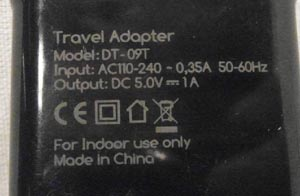 Travel Adapter
Model: DT-09T
Input: AC110-240 ~ 0,35A 50-60Hz
Output: DC 5.0V⎓1A
CE
For Indoor use only
Made in China